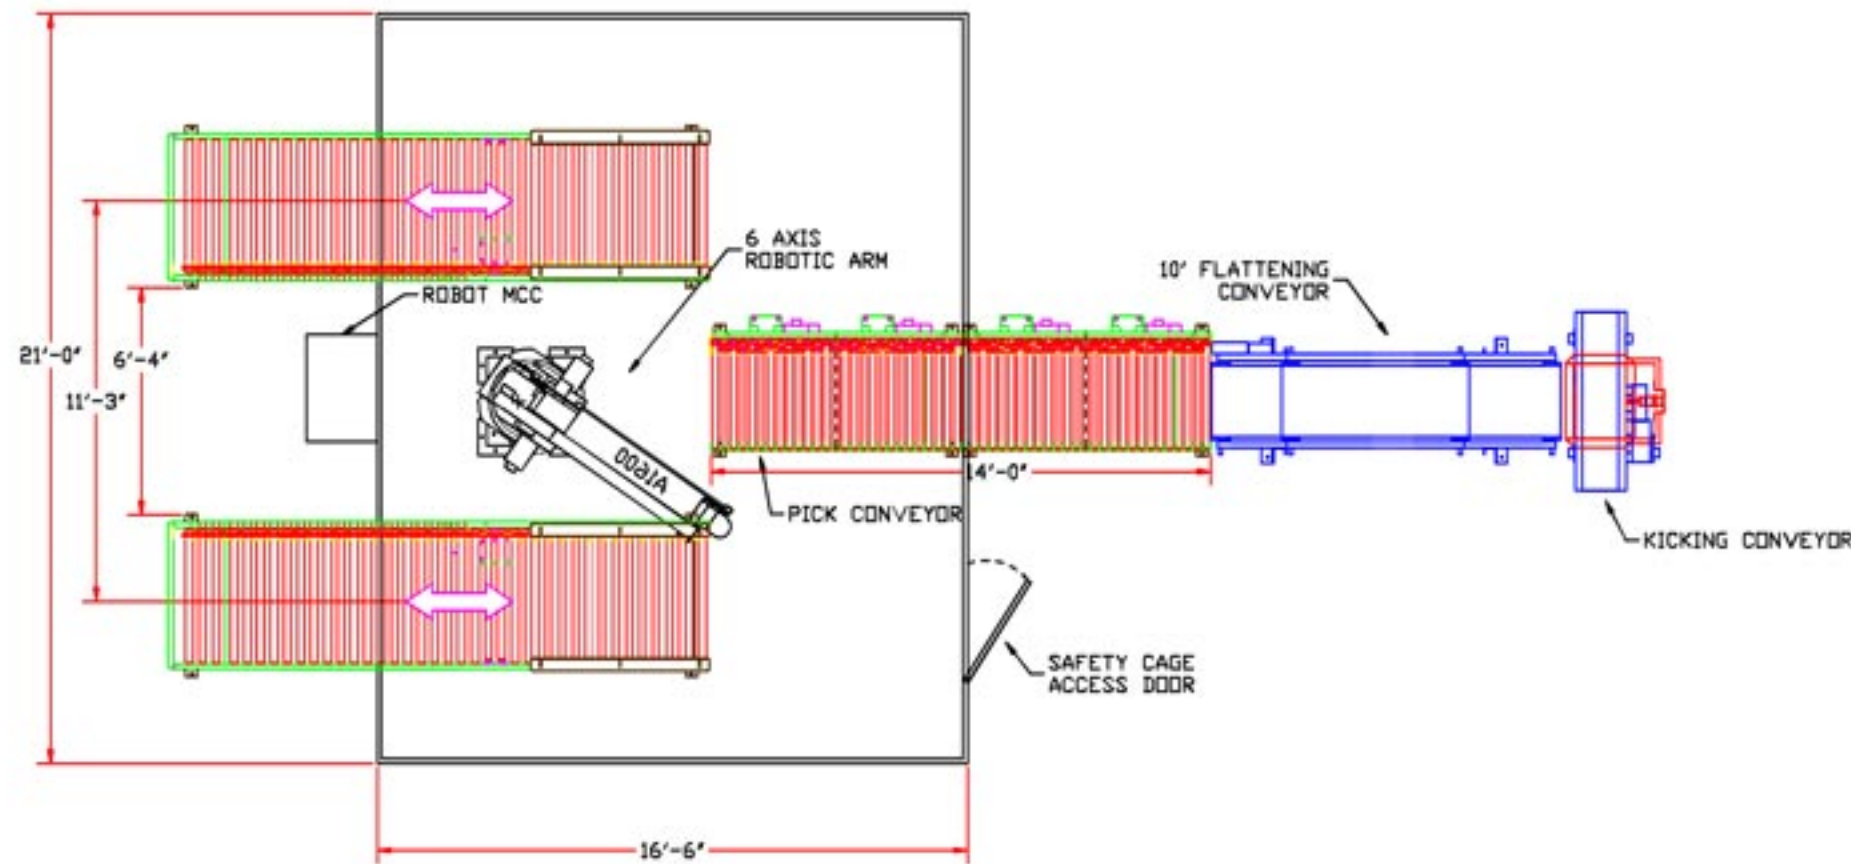 6 AXIS
ROBOTIC ARM
10' FLATTENING
CONVEYOR
ROBOT MCC
21'-0"
6'-4"
11'-3"
A1600
14'-0"
PICK CONVEYOR
KICKING CONVEYOR
SAFETY CAGE
ACCESS DOOR
16'-6"